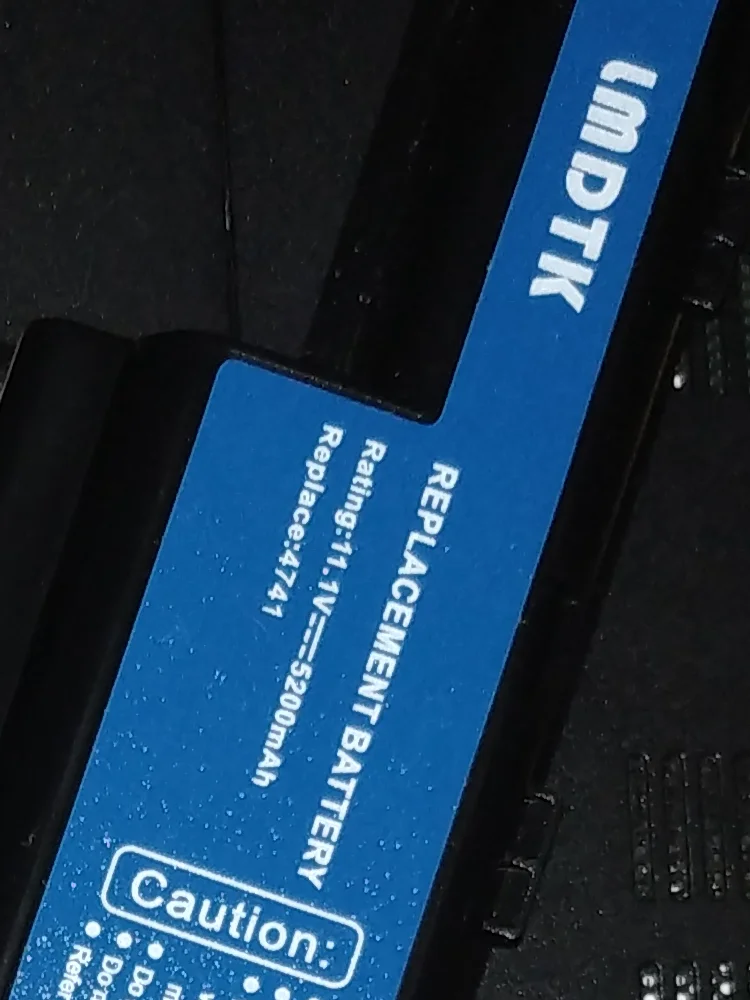 LMDTK
REPLACEMENT BATTERY
Rating:11.1V⎓5200mAh
Replace:4741
Caution: